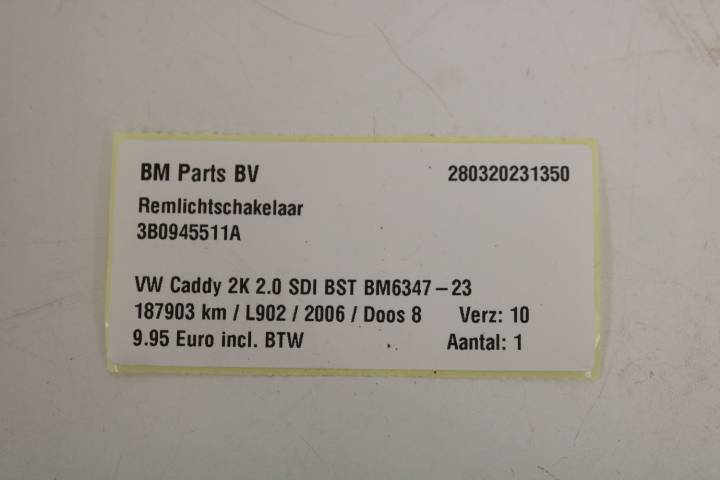 BM Parts BV 280320231350
Remlichtschakelaar
3B0945511A
VW Caddy 2K 2.0 SDI BST BM6347-23
187903 km / L902 / 2006 / Doos 8 Verz: 10
9.95 Euro incl. BTW Aantal: 1